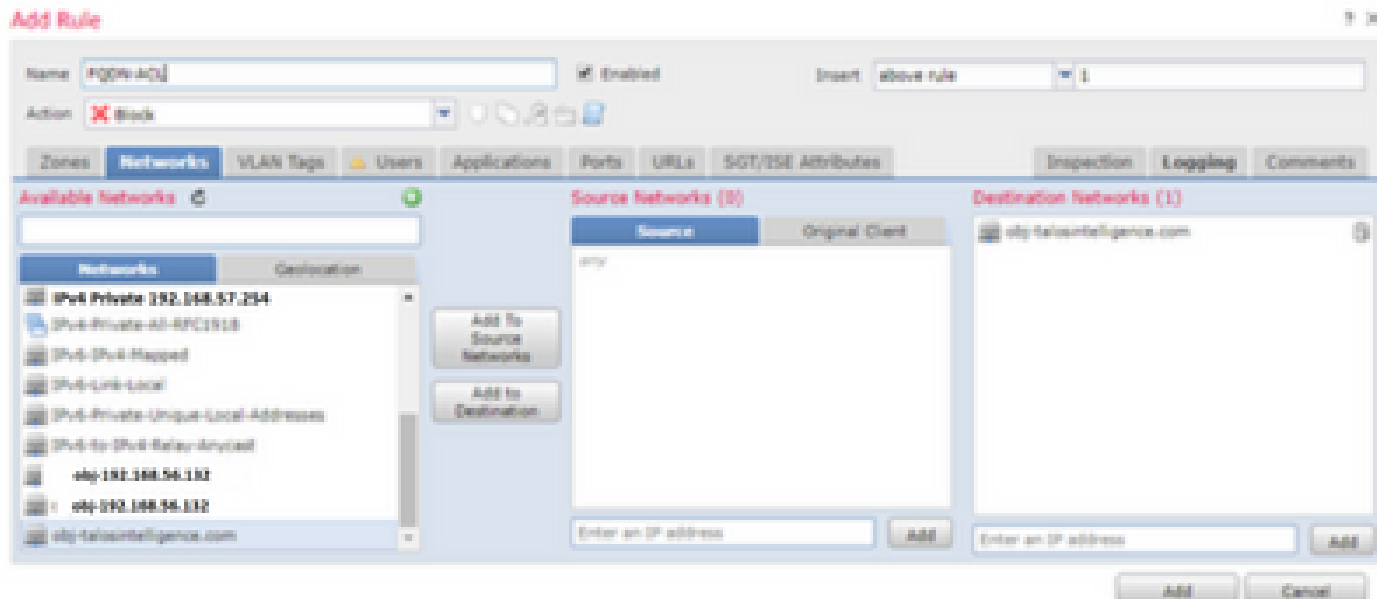 Add Rule
? ×
Name FQDN-ACL Enabled Insert above rule 1
Action Block
Zones Networks VLAN Tags Users Applications Ports URLs SGT/ISE Attributes Inspection Logging Comments
Available Networks Source Networks (0) Destination Networks (1)
Networks Geolocation Source Original Client
obj-talosintelligence.com
any
IPv4 Private 192.168.57.254
IPv4-Private-All-RFC1918
IPv6-IPv4-Mapped
IPv6-Link-Local
IPv6-Private-Unique-Local-Addresses
IPv6-to-IPv4-Relay-Anycast
obj-192.168.56.132
obj-192.168.56.132
obj-talosintelligence.com
Add To
Source
Networks
Add to
Destination
Enter an IP address Add
Enter an IP address Add
Add Cancel